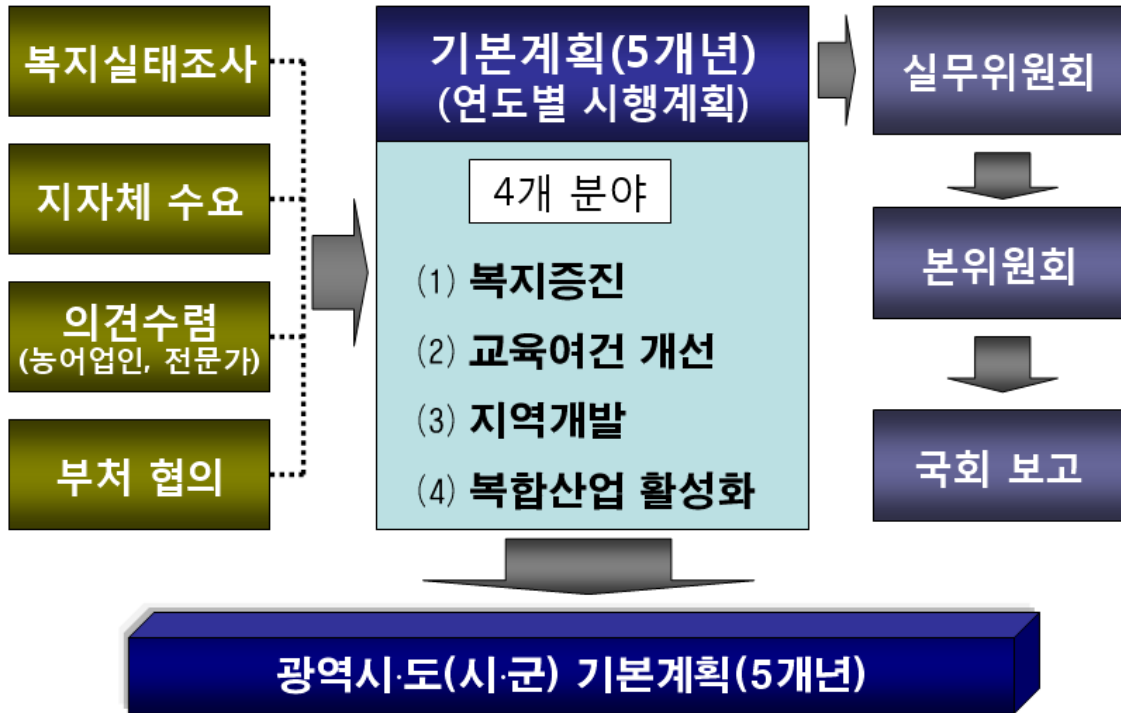 복지실태조사
지자체 수요
의견수렴
(농어업인, 전문가)
부처 협의
기본계획(5개년)
(연도별 시행계획)
4개 분야
(1) 복지증진
(2) 교육여건 개선
(3) 지역개발
(4) 복합산업 활성화
실무위원회
본위원회
국회 보고
광역시·도(시·군) 기본계획(5개년)